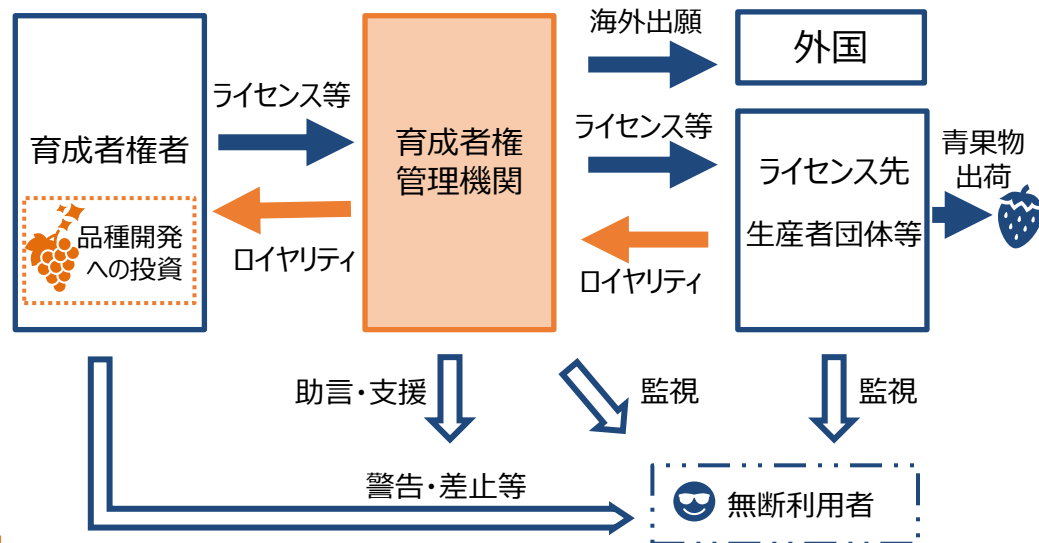 海外出願
外国
ライセンス等
ライセンス等
青果物
出荷
育成者権者
育成者権
管理機関
ライセンス先
生産者団体等
品種開発
への投資
ロイヤリティ
ロイヤリティ
助言・支援
監視
監視
警告・差止等
無断利用者